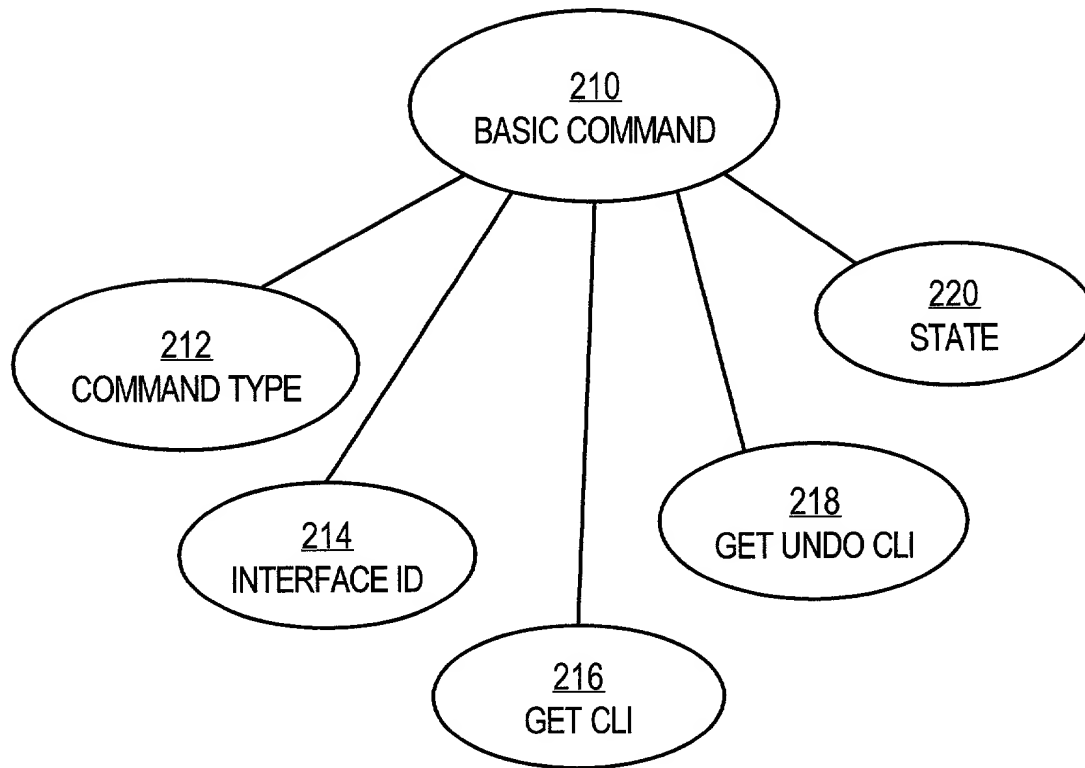 210
BASIC COMMAND
220
STATE
212
COMMAND TYPE
218
GET UNDO CLI
214
INTERFACE ID
216
GET CLI